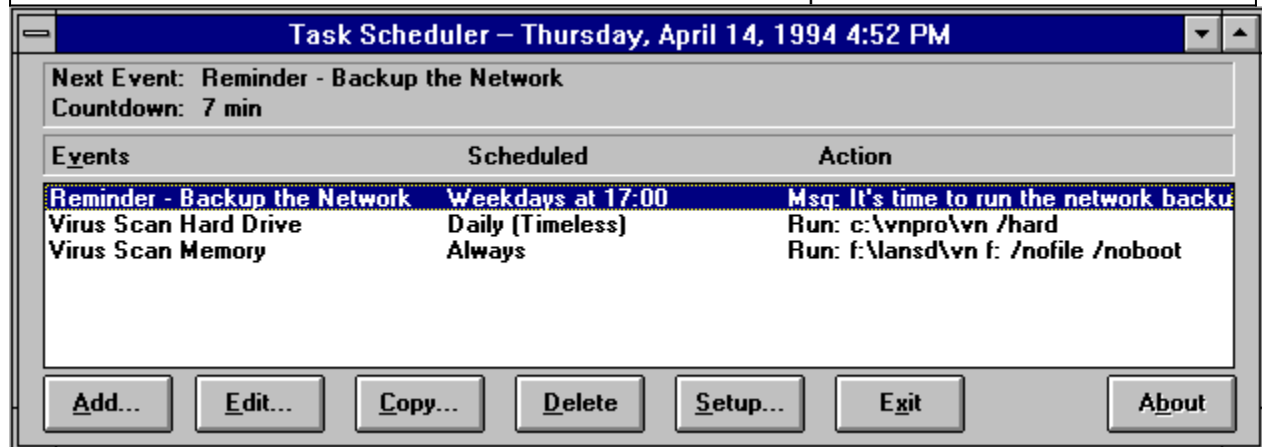 Task Scheduler – Thursday, April 14, 1994 4:52 PM
Next Event: Reminder - Backup the Network
Countdown: 7 min
Events Scheduled Action
Reminder - Backup the Network Weekdays at 17:00 Msg: It's time to run the network backu
Virus Scan Hard Drive Daily (Timeless) Run: c:\vnpro\vn /hard
Virus Scan Memory Always Run: f:\lansd\vn f: /nofile /noboot
Add... Edit... Copy... Delete Setup... Exit About